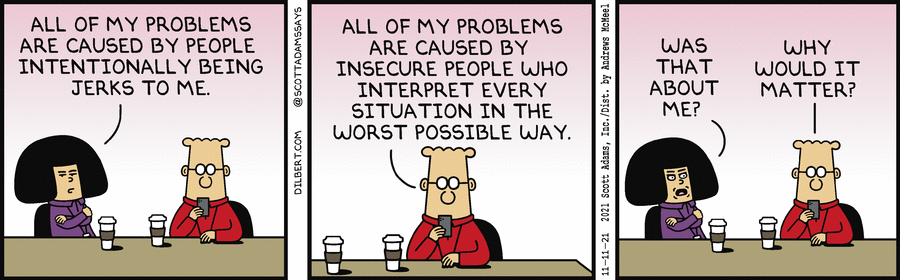 ALL OF MY PROBLEMS
ARE CAUSED BY PEOPLE
INTENTIONALLY BEING
JERKS TO ME.
DILBERT.COM @SCOTTADAMSSAYS
ALL OF MY PROBLEMS
ARE CAUSED BY
INSECURE PEOPLE WHO
INTERPRET EVERY
SITUATION IN THE
WORST POSSIBLE WAY.
11-11-21 2021 Scott Adams, Inc./Dist. by Andrews McMeel
WAS
THAT
ABOUT
ME?
WHY
WOULD IT
MATTER?